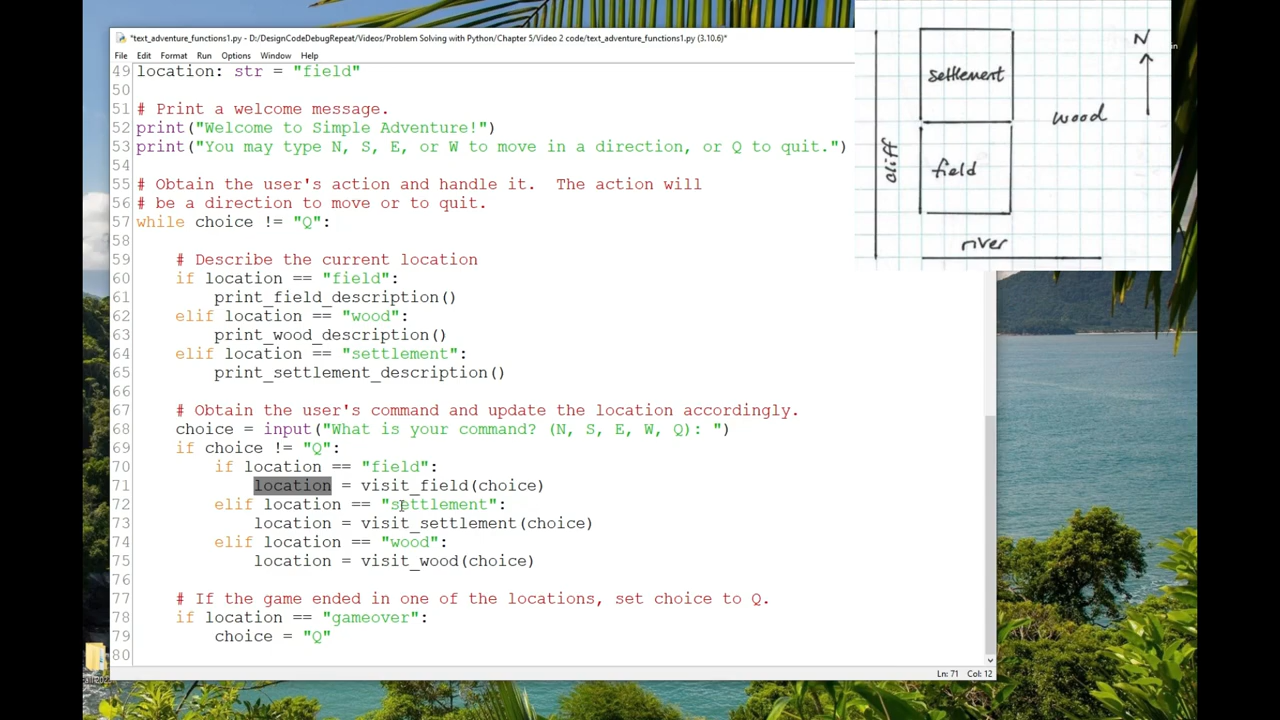 *text_adventure_functions1.py - D:/DesignCodeDebugRepeat/Videos/Problem Solving with Python/Chapter 5/Video 2 code/text_adventure_functions1.py (3.10.6)*
File Edit Format Run Options Window Help
49 location: str = "field"
50
51 # Print a welcome message.
52 print("Welcome to Simple Adventure!")
53 print("You may type N, S, E, or W to move in a direction, or Q to quit.")
54
55 # Obtain the user's action and handle it.  The action will
56 # be a direction to move or to quit.
57 while choice != "Q":
58
59     # Describe the current location
60     if location == "field":
61         print_field_description()
62     elif location == "wood":
63         print_wood_description()
64     elif location == "settlement":
65         print_settlement_description()
66
67     # Obtain the user's command and update the location accordingly.
68     choice = input("What is your command? (N, S, E, W, Q): ")
69     if choice != "Q":
70         if location == "field":
71             location = visit_field(choice)
72         elif location == "settlement":
73             location = visit_settlement(choice)
74         elif location == "wood":
75             location = visit_wood(choice)
76
77     # If the game ended in one of the locations, set choice to Q.
78     if location == "gameover":
79         choice = "Q"
80
Ln: 71 Col: 12
N
settlement
wood
cliff
field
river